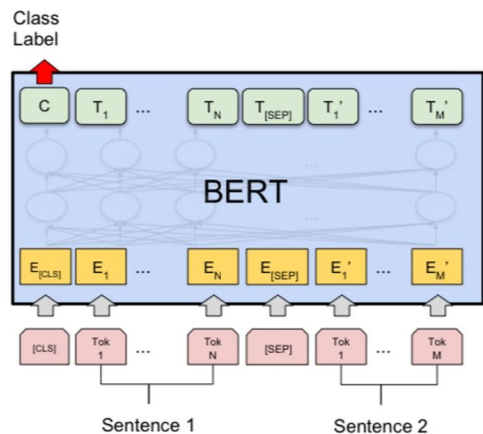 Class
Label
C T1 ... TN T[SEP] T1' ... TM'
...
BERT
...
E[CLS] E1 ... EN E[SEP] E1' ... EM'
[CLS] Tok 1 ... Tok N [SEP] Tok 1 ... Tok M
Sentence 1 Sentence 2